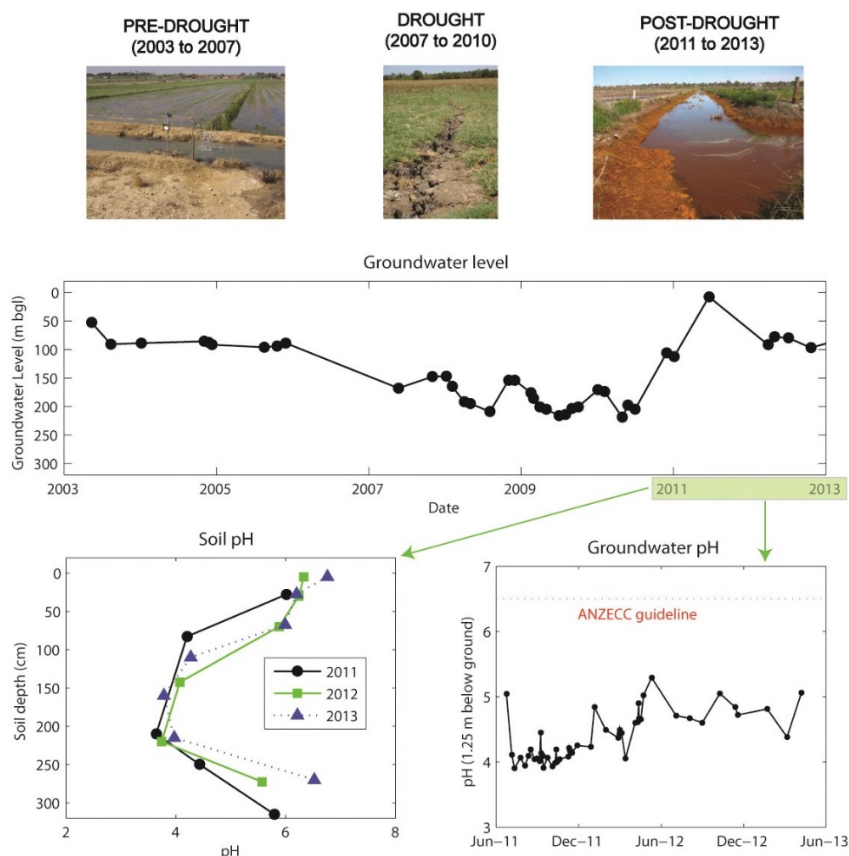 PRE-DROUGHT
(2003 to 2007)
DROUGHT
(2007 to 2010)
POST-DROUGHT
(2011 to 2013)
Groundwater level
Groundwater Level (m bgl)
0
50
100
150
200
250
300
2003
2005
2007
2009
2011
2013
Date
Soil pH
Soil depth (cm)
0
50
100
150
200
250
300
2011
2012
2013
2
4
6
8
pH
Groundwater pH
pH (1.25 m below ground)
7
6
5
4
3
ANZECC guideline
Jun-11
Dec-11
Jun-12
Dec-12
Jun-13